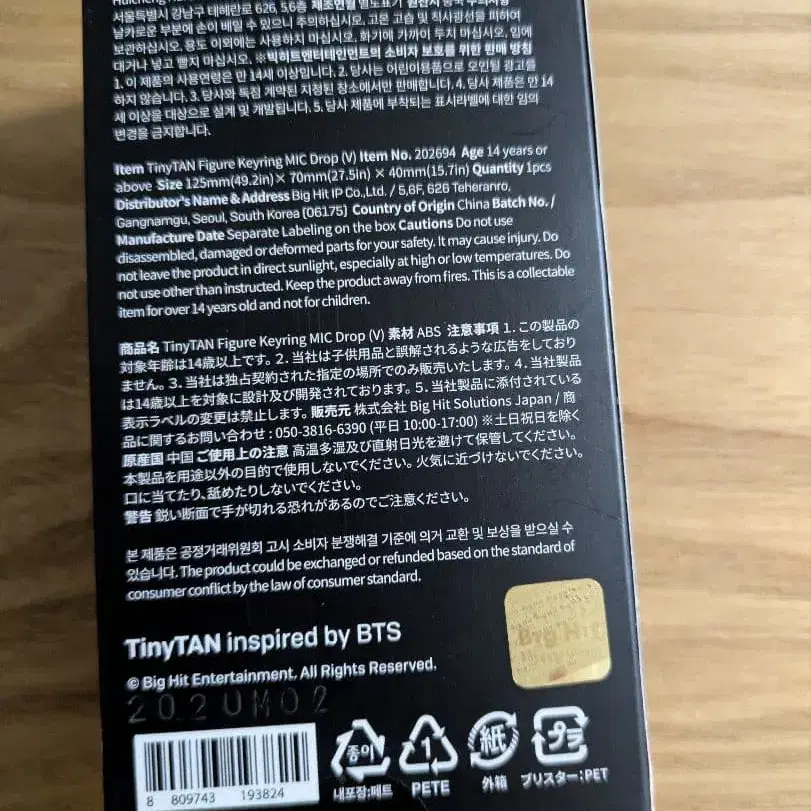 서울특별시 강남구 테헤란로 626, 5,6층 제조연월 별도표기 원산지 중국 주의사항
날카로운 부분에 손이 베일 수 있으니 주의하십시오. 고온 고습 및 직사광선을 피하여
보관하십시오. 용도 이외에는 사용하지 마십시오. 화기에 가까이 두지 마십시오. 입에
대거나 넣고 빨지 마십시오. ※빅히트엔터테인먼트의 소비자 보호를 위한 판매 방침
1. 이 제품의 사용연령은 만 14세 이상입니다. 2. 당사는 어린이용품으로 오인될 광고를
하지 않습니다. 3. 당사와 독점 계약된 지정된 장소에서만 판매합니다. 4. 당사 제품은 만 14
세 이상을 대상으로 설계 및 개발됩니다. 5. 당사 제품에 부착되는 표시라벨에 대한 임의
변경을 금지합니다.
Item TinyTAN Figure Keyring MIC Drop (V) Item No. 202694 Age 14 years or
above Size 125mm(49.2in)× 70mm(27.5in) × 40mm(15.7in) Quantity 1pcs
Distributor's Name & Address Big Hit IP Co.,Ltd. / 5,6F, 626 Teheranro,
Gangnamgu, Seoul, South Korea (06175) Country of Origin China Batch No. /
Manufacture Date Separate Labeling on the box Cautions Do not use
disassembled, damaged or deformed parts for your safety. It may cause injury. Do
not leave the product in direct sunlight, especially at high or low temperatures. Do
not use other than instructed. Keep the product away from fires. This is a collectable
item for over 14 years old and not for children.
商品名 TinyTAN Figure Keyring MIC Drop (V) 素材 ABS 注意事項 1. この製品の
対象年齢は14歳以上です。2. 当社は子供用品と誤解されるような広告をしており
ません。3. 当社は独占契約された指定の場所でのみ販売いたします。4. 当社製品
は14歳以上を対象に設計及び開発されております。5. 当社製品に添付されている
表示ラベルの変更は禁止します。販売元 株式会社 Big Hit Solutions Japan / 商
品に関するお問い合わせ : 050-3816-6390 (平日 10:00-17:00) ※土日祝日を除く
原産国 中国 ご使用上の注意 高温多湿及び直射日光を避けて保管してください。
本製品を用途以外の目的で使用しないでください。火気に近づけないでください。
口に当てたり、舐めたりしないでください。
警告 鋭い断面で手が切れる恐れがあるのでご注意ください。
본 제품은 공정거래위원회 고시 소비자 분쟁해결 기준에 의거 교환 및 보상을 받으실 수
있습니다. The product could be exchanged or refunded based on the standard of
consumer conflict by the law of consumer standard.
TinyTAN inspired by BTS
Big Hit
© Big Hit Entertainment. All Rights Reserved.
202UM02
종이 1 紙 プラ
내포장:페트 PETE 外箱 ブリスター:PET
8 809743 193824